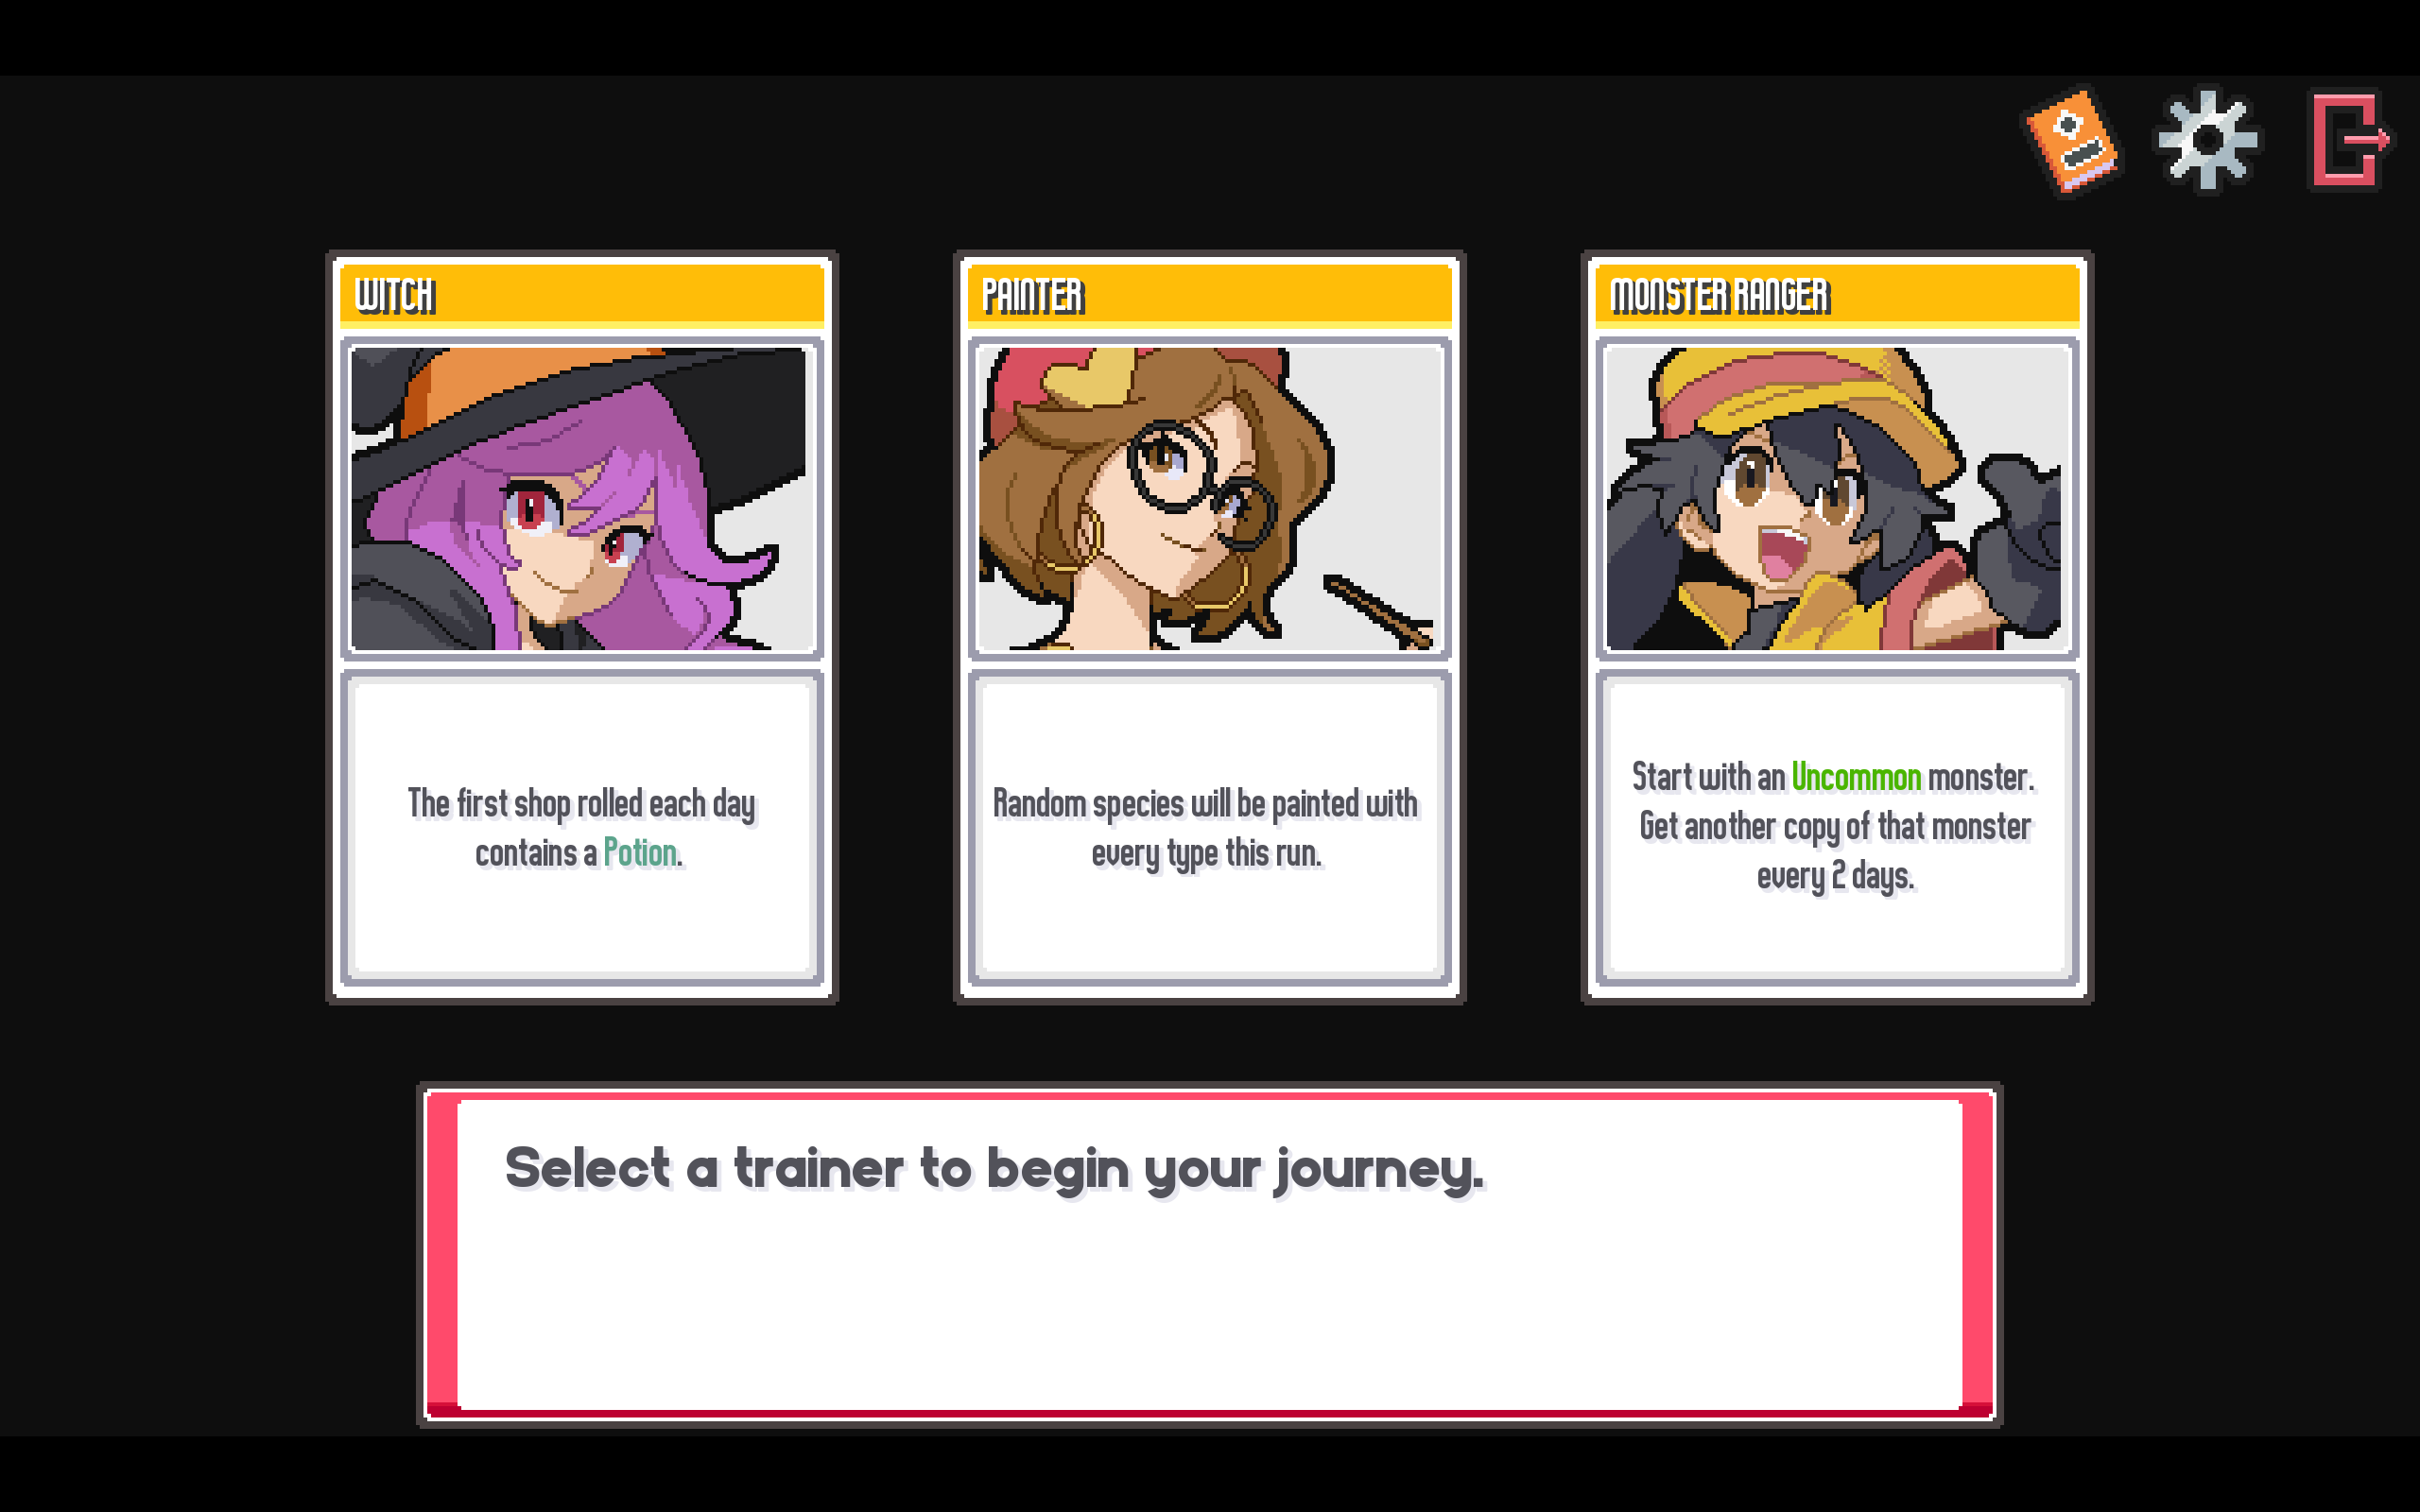 WITCH
The first shop rolled each day
contains a Potion.
PAINTER
Random species will be painted with
every type this run.
MONSTER RANGER
Start with an Uncommon monster.
Get another copy of that monster
every 2 days.
Select a trainer to begin your journey.